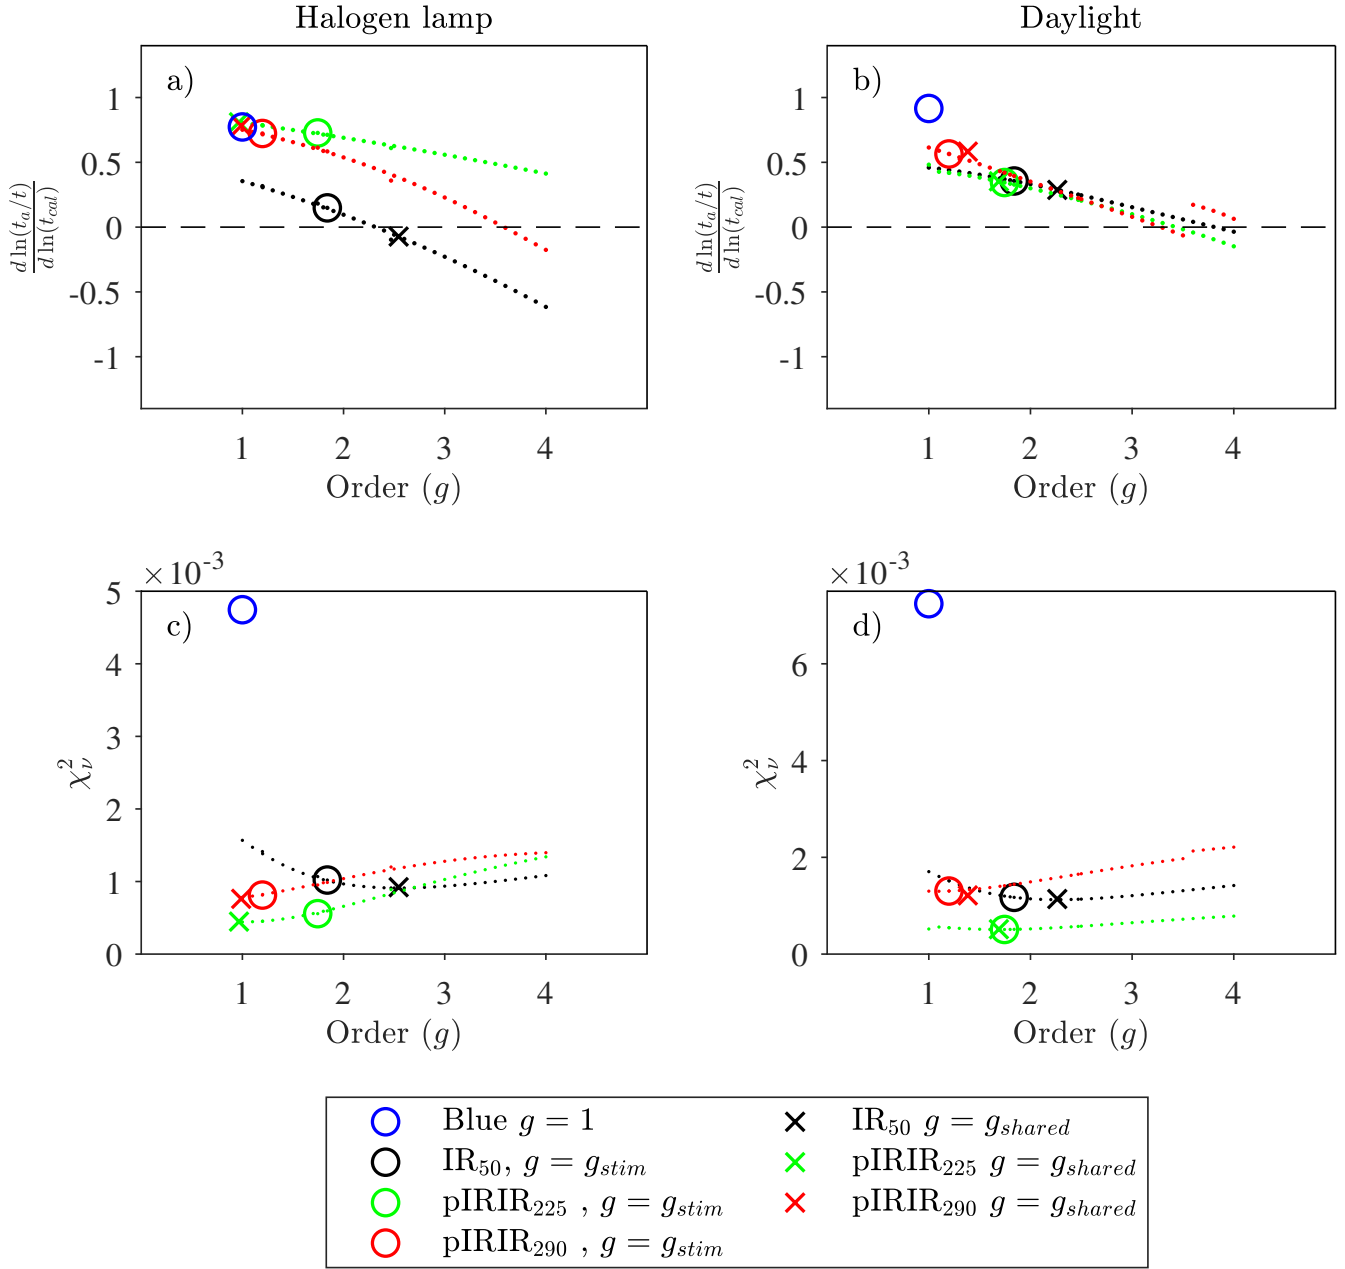 Halogen lamp
Daylight
a)
1
0.5
0
-0.5
-1
d ln(t_a/t)
d ln(t_cal)
1 2 3 4
Order (g)
b)
1
0.5
0
-0.5
-1
d ln(t_a/t)
d ln(t_cal)
1 2 3 4
Order (g)
×10⁻³
c)
5
4
3
2
1
0
χ²_ν
1 2 3 4
Order (g)
×10⁻³
d)
6
4
2
0
χ²_ν
1 2 3 4
Order (g)
Blue g = 1
IR₅₀, g = g_stim
pIRIR₂₂₅ , g = g_stim
pIRIR₂₉₀ , g = g_stim
IR₅₀ g = g_shared
pIRIR₂₂₅ g = g_shared
pIRIR₂₉₀ g = g_shared